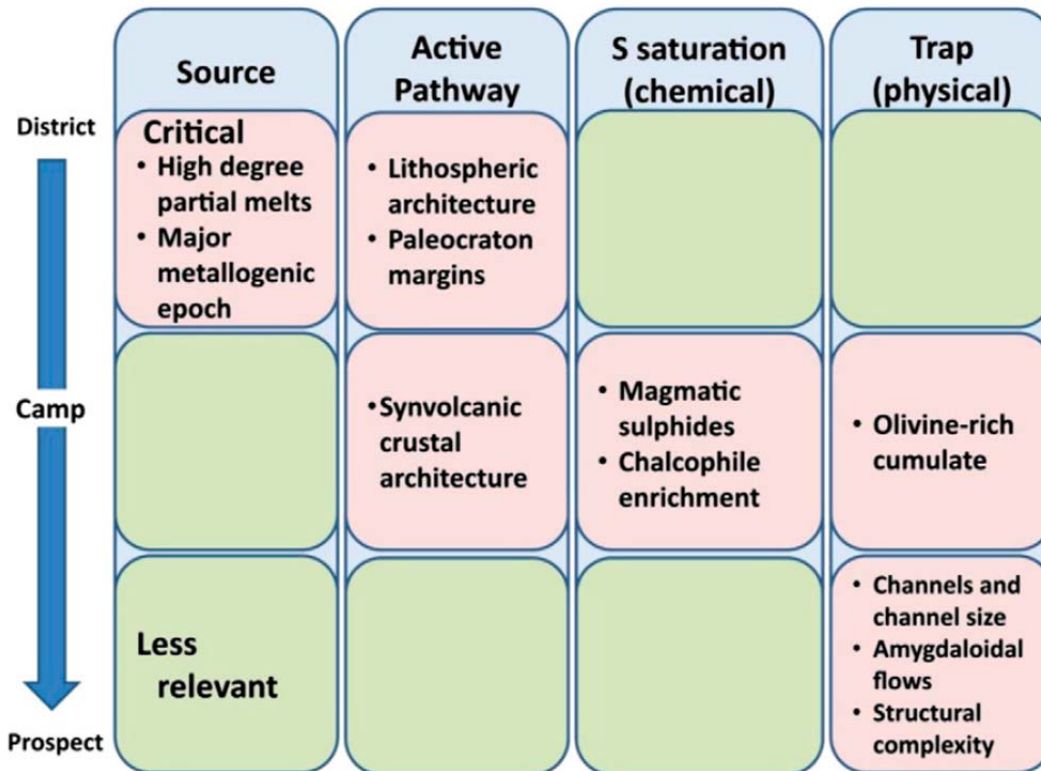 Source
Active
Pathway
S saturation
(chemical)
Trap
(physical)
District
Critical
• High degree
partial melts
• Major
metallogenic
epoch
• Lithospheric
architecture
• Paleocraton
margins
Camp
•Synvolcanic
crustal
architecture
• Magmatic
sulphides
• Chalcophile
enrichment
• Olivine-rich
cumulate
Less
relevant
• Channels and
channel size
• Amygdaloidal
flows
• Structural
complexity
Prospect